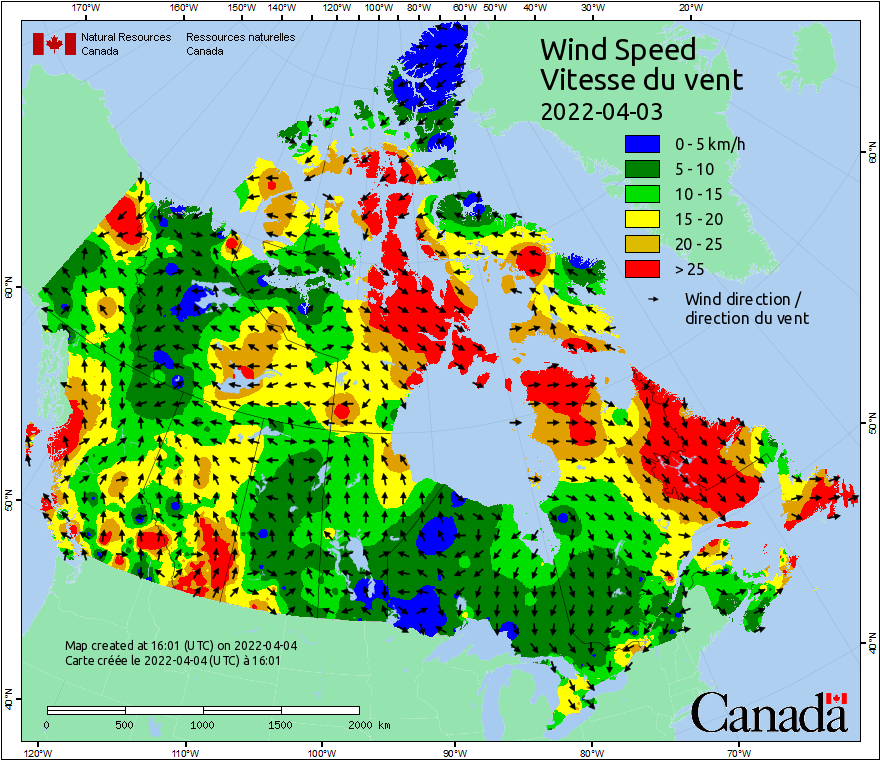 170°W 160°W 150°W 140°W 130°W 120°W 110°W 100°W 90°W 80°W 70°W 60°W 50°W 40°W 30°W 20°W
Natural Resources Canada
Ressources naturelles Canada
Wind Speed
Vitesse du vent
2022-04-03
0 - 5 km/h
5 - 10
10 - 15
15 - 20
20 - 25
> 25
Wind direction /
direction du vent
60°N
60°N
50°N
50°N
40°N
40°N
Map created at 16:01 (UTC) on 2022-04-04
Carte créée le 2022-04-04 (UTC) à 16:01
0 500 1000 1500 2000 km
Canada
120°W 110°W 100°W 90°W 80°W 70°W